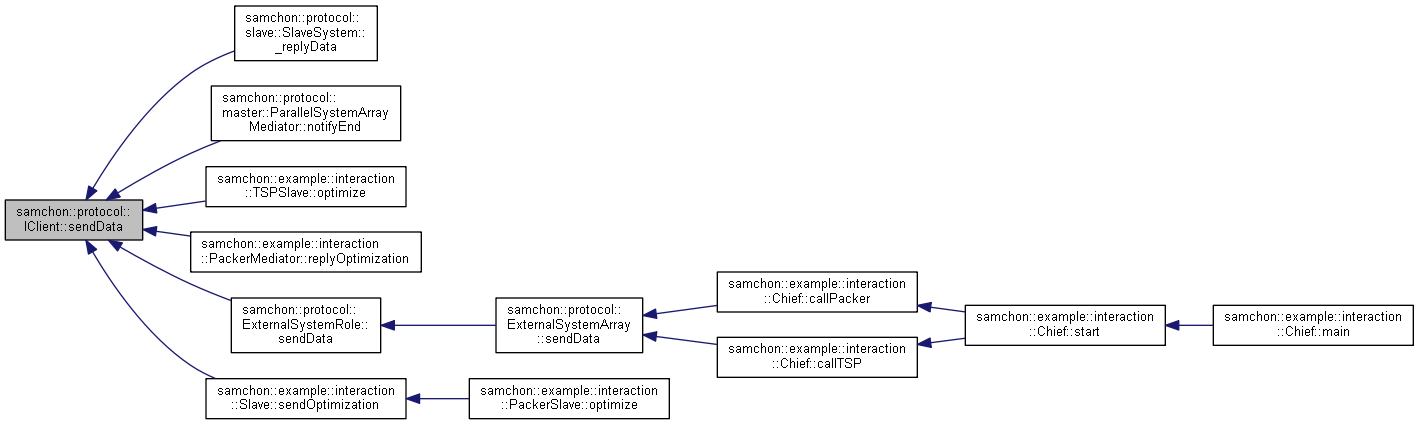 samchon::protocol::
slave::SlaveSystem::
_replyData
samchon::protocol::
master::ParallelSystemArray
Mediator::notifyEnd
samchon::example::interaction
::TSPSlave::optimize
samchon::protocol::
IClient::sendData
samchon::example::interaction
::PackerMediator::replyOptimization
samchon::protocol::
ExternalSystemRole::
sendData
samchon::protocol::
ExternalSystemArray
::sendData
samchon::example::interaction
::Chief::callPacker
samchon::example::interaction
::Chief::callTSP
samchon::example::interaction
::Chief::start
samchon::example::interaction
::Chief::main
samchon::example::interaction
::Slave::sendOptimization
samchon::example::interaction
::PackerSlave::optimize